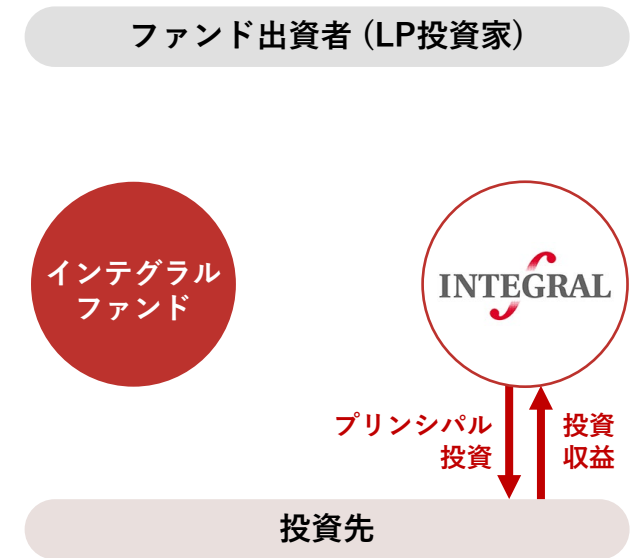 ファンド出資者 (LP投資家)
インテグラル
ファンド
INTEGRAL
プリンシパル
投資
投資
収益
投資先